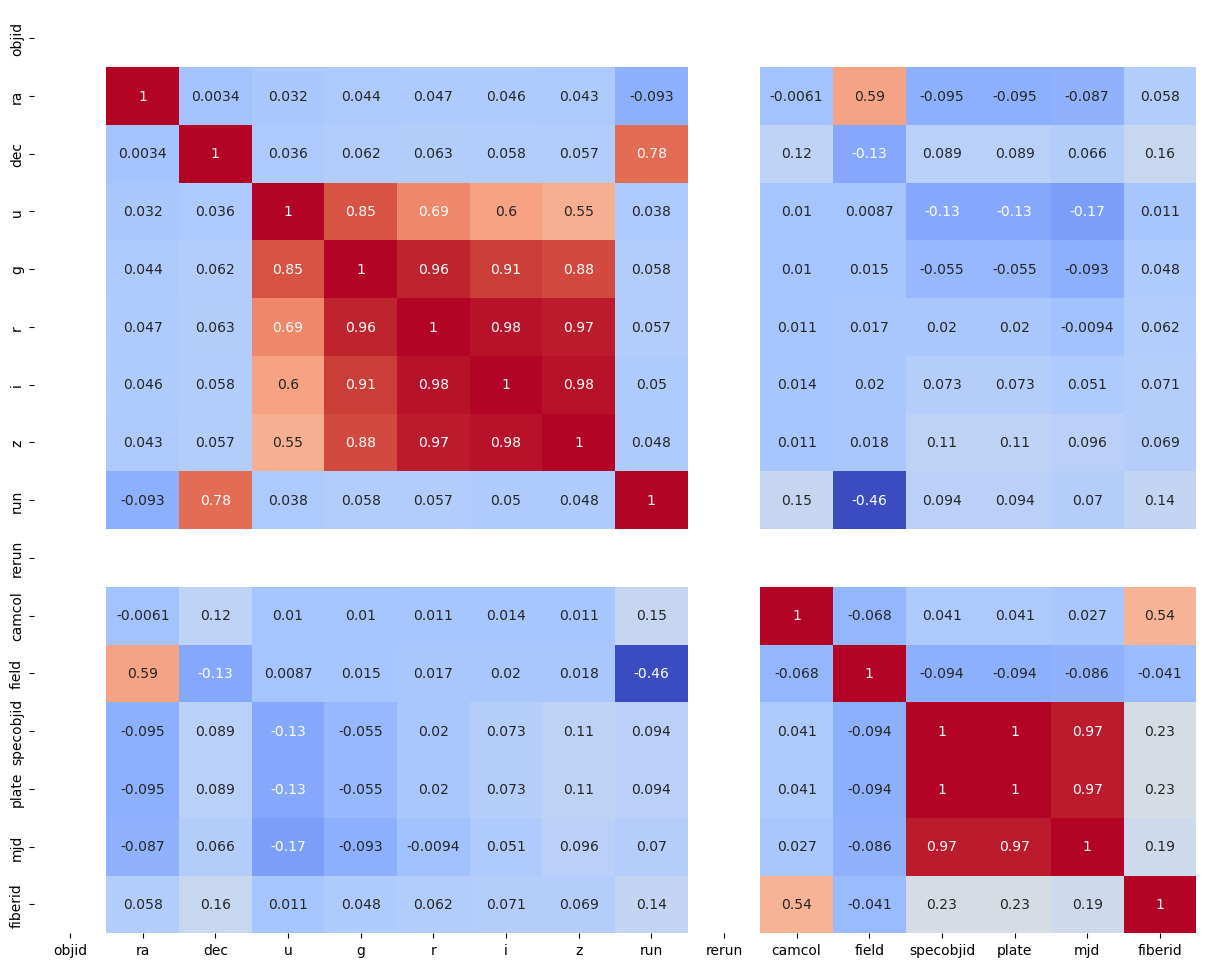 objid
ra 1 0.0034 0.032 0.044 0.047 0.046 0.043 -0.093 -0.0061 0.59 -0.095 -0.095 -0.087 0.058
dec 0.0034 1 0.036 0.062 0.063 0.058 0.057 0.78 0.12 -0.13 0.089 0.089 0.066 0.16
u 0.032 0.036 1 0.85 0.69 0.6 0.55 0.038 0.01 0.0087 -0.13 -0.13 -0.17 0.011
g 0.044 0.062 0.85 1 0.96 0.91 0.88 0.058 0.01 0.015 -0.055 -0.055 -0.093 0.048
r 0.047 0.063 0.69 0.96 1 0.98 0.97 0.057 0.011 0.017 0.02 0.02 -0.0094 0.062
i 0.046 0.058 0.6 0.91 0.98 1 0.98 0.05 0.014 0.02 0.073 0.073 0.051 0.071
z 0.043 0.057 0.55 0.88 0.97 0.98 1 0.048 0.011 0.018 0.11 0.11 0.096 0.069
run -0.093 0.78 0.038 0.058 0.057 0.05 0.048 1 0.15 -0.46 0.094 0.094 0.07 0.14
rerun
camcol -0.0061 0.12 0.01 0.01 0.011 0.014 0.011 0.15 1 -0.068 0.041 0.041 0.027 0.54
field 0.59 -0.13 0.0087 0.015 0.017 0.02 0.018 -0.46 -0.068 1 -0.094 -0.094 -0.086 -0.041
specobjid -0.095 0.089 -0.13 -0.055 0.02 0.073 0.11 0.094 0.041 -0.094 1 1 0.97 0.23
plate -0.095 0.089 -0.13 -0.055 0.02 0.073 0.11 0.094 0.041 -0.094 1 1 0.97 0.23
mjd -0.087 0.066 -0.17 -0.093 -0.0094 0.051 0.096 0.07 0.027 -0.086 0.97 0.97 1 0.19
fiberid 0.058 0.16 0.011 0.048 0.062 0.071 0.069 0.14 0.54 -0.041 0.23 0.23 0.19 1
objid ra dec u g r i z run rerun camcol field specobjid plate mjd fiberid